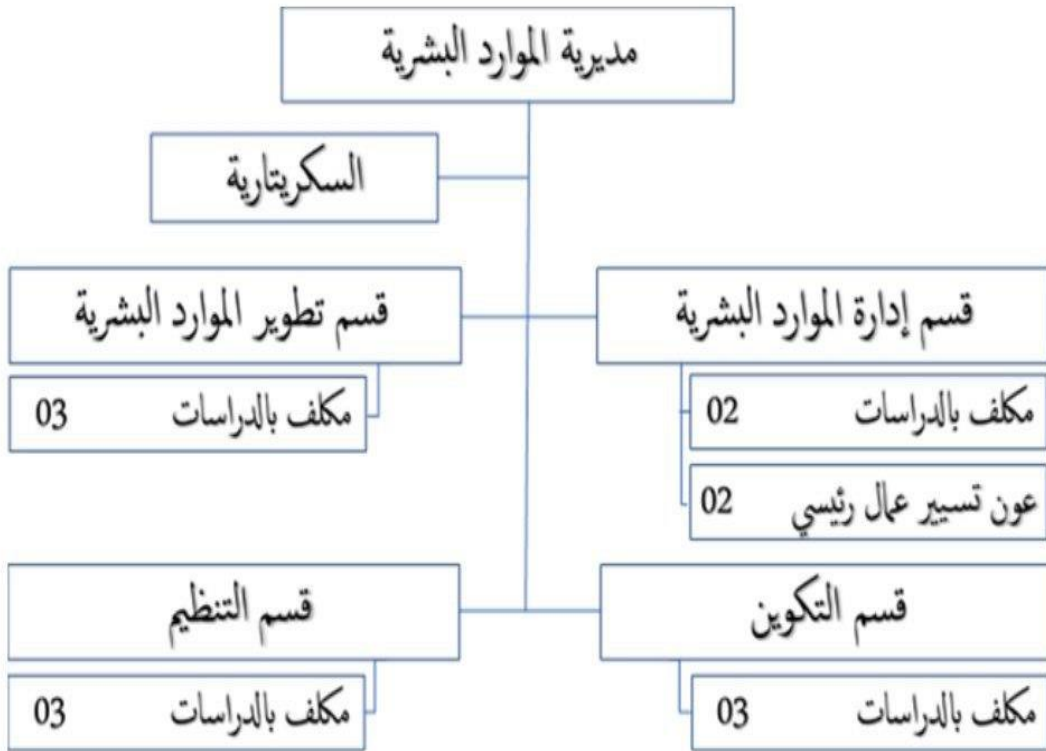 مديرية الموارد البشرية
السكريتارية
قسم إدارة الموارد البشرية
مكلف بالدراسات 02
عون تسيير عمال رئيسي 02
قسم تطوير الموارد البشرية
مكلف بالدراسات 03
قسم التكوين
مكلف بالدراسات 03
قسم التنظيم
مكلف بالدراسات 03